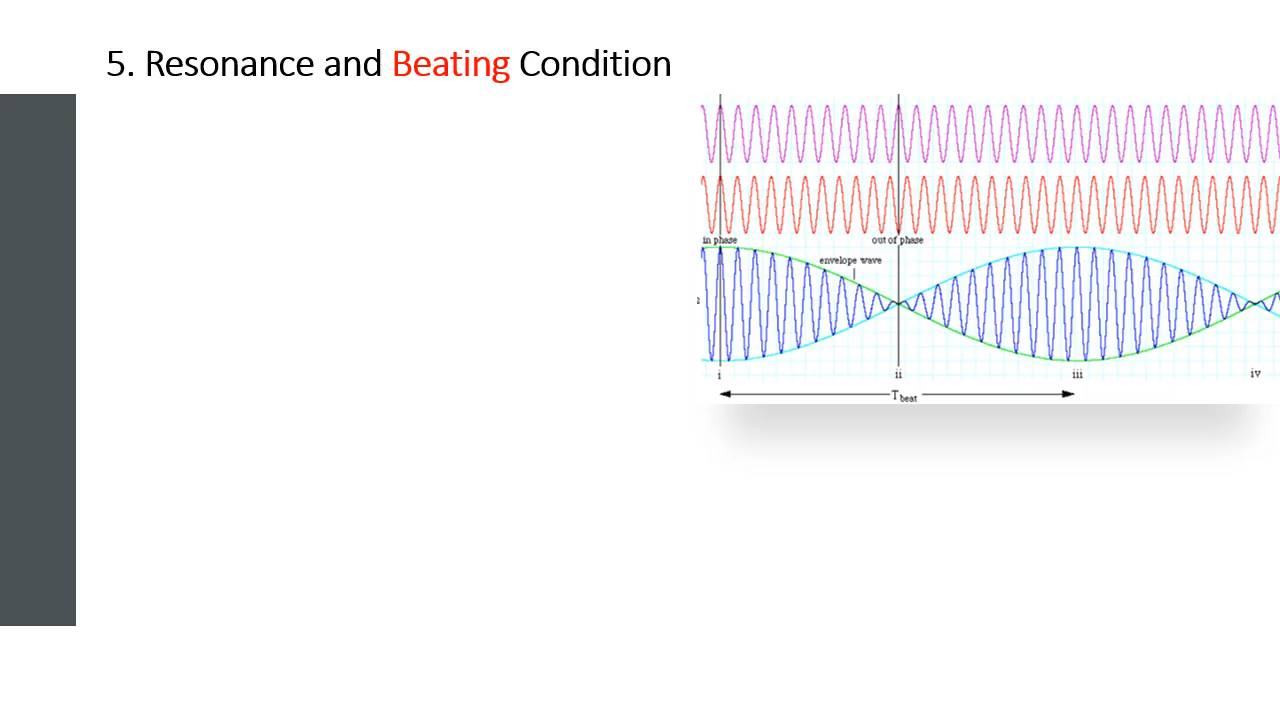 5. Resonance and Beating Condition
in phase
out of phase
envelope wave
i
ii
iii
iv
T beat